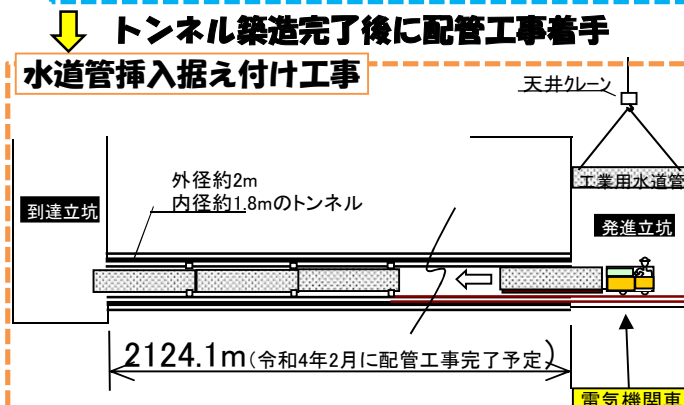 トンネル築造完了後に配管工事着手
水道管挿入据え付け工事
天井クレーン
工業用水道管
外径約2m
内径約1.8mのトンネル
到達立坑
発進立坑
2124.1m(令和4年2月に配管工事完了予定)
電気機関車